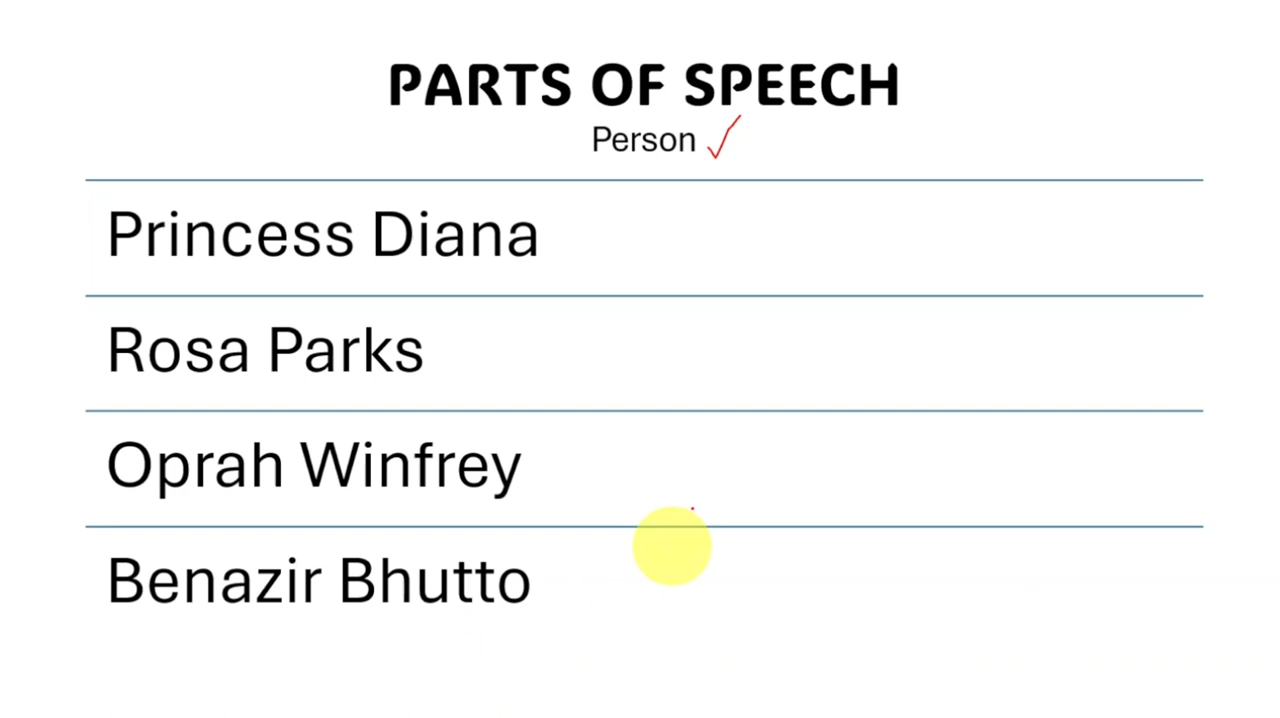 PARTS OF SPEECH
Person
Princess Diana
Rosa Parks
Oprah Winfrey
Benazir Bhutto